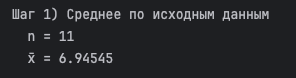 Шаг 1) Среднее по исходным данным
n = 11
x̄ = 6.94545